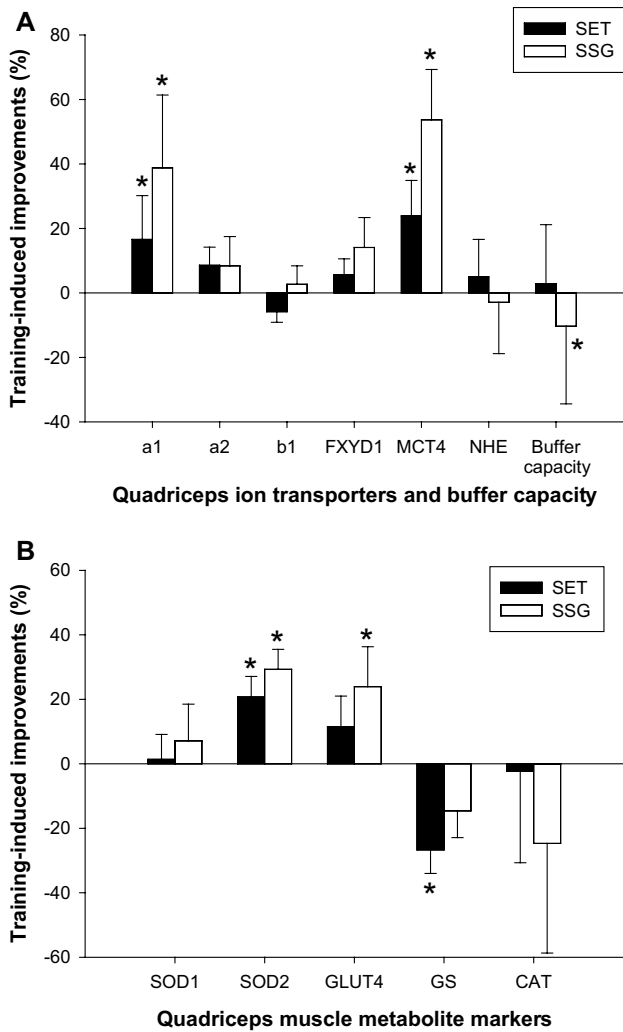 A
SET
SSG
Training-induced improvements (%)
80
60
40
20
0
-20
-40
*
*
*
*
*
a1 a2 b1 FXYD1 MCT4 NHE Buffer
capacity
Quadriceps ion transporters and buffer capacity
B
SET
SSG
Training-induced improvements (%)
60
40
20
0
-20
-40
-60
*
*
*
*
SOD1 SOD2 GLUT4 GS CAT
Quadriceps muscle metabolite markers